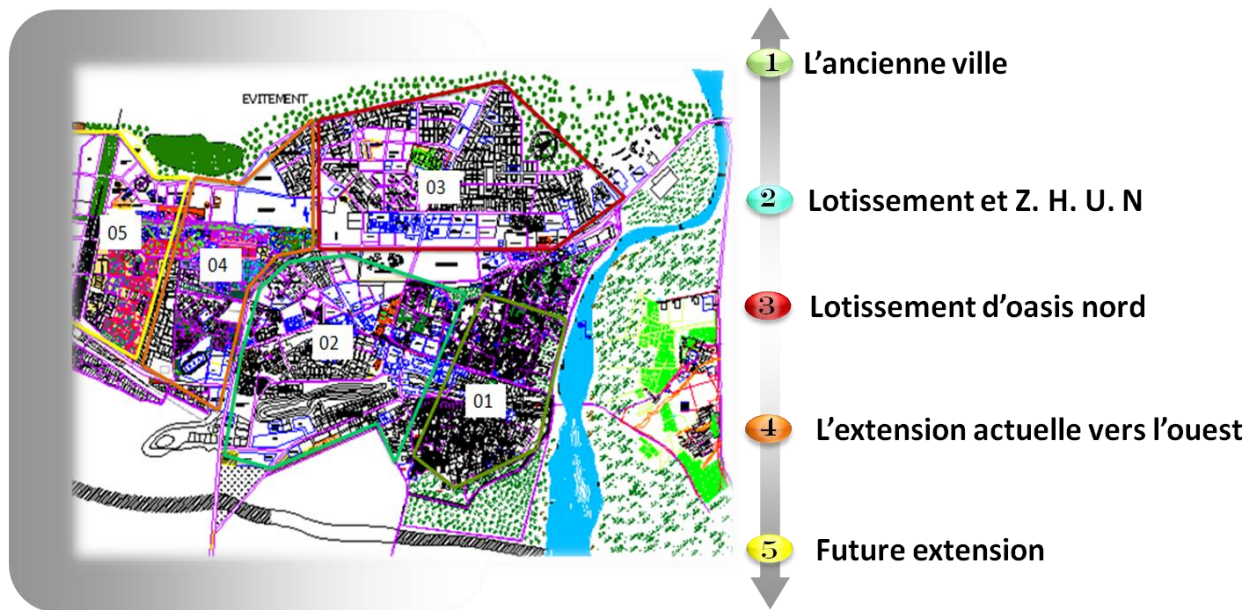 EVITEMENT
03
05
04
02
01
1 L’ancienne ville
2 Lotissement et Z. H. U. N
3 Lotissement d’oasis nord
4 L’extension actuelle vers l’ouest
5 Future extension